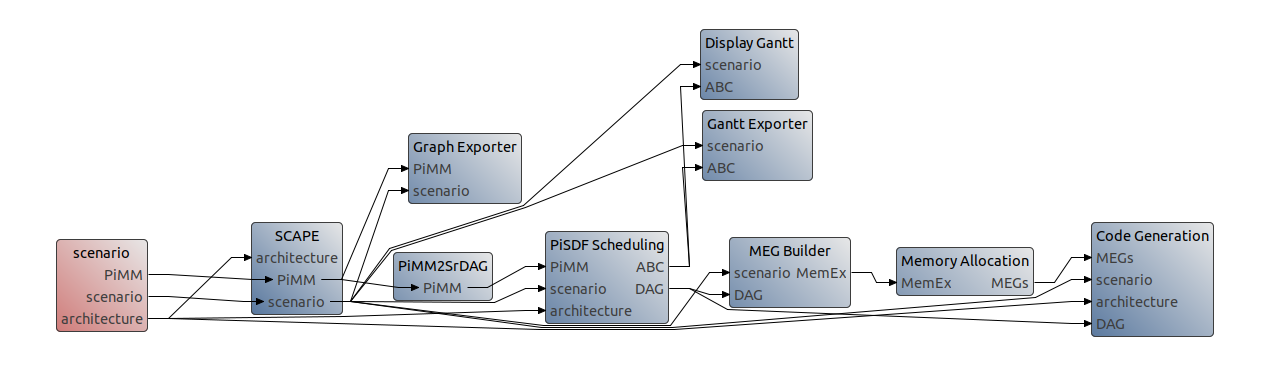 Display Gantt
scenario
ABC
Gantt Exporter
scenario
ABC
Graph Exporter
PiMM
scenario
scenario
PiMM
scenario
architecture
SCAPE
architecture
PiMM
scenario
PiMM2SrDAG
PiMM
PiSDF Scheduling
PiMM ABC
scenario DAG
architecture
MEG Builder
scenario MemEx
DAG
Memory Allocation
MemEx MEGs
Code Generation
MEGs
scenario
architecture
DAG